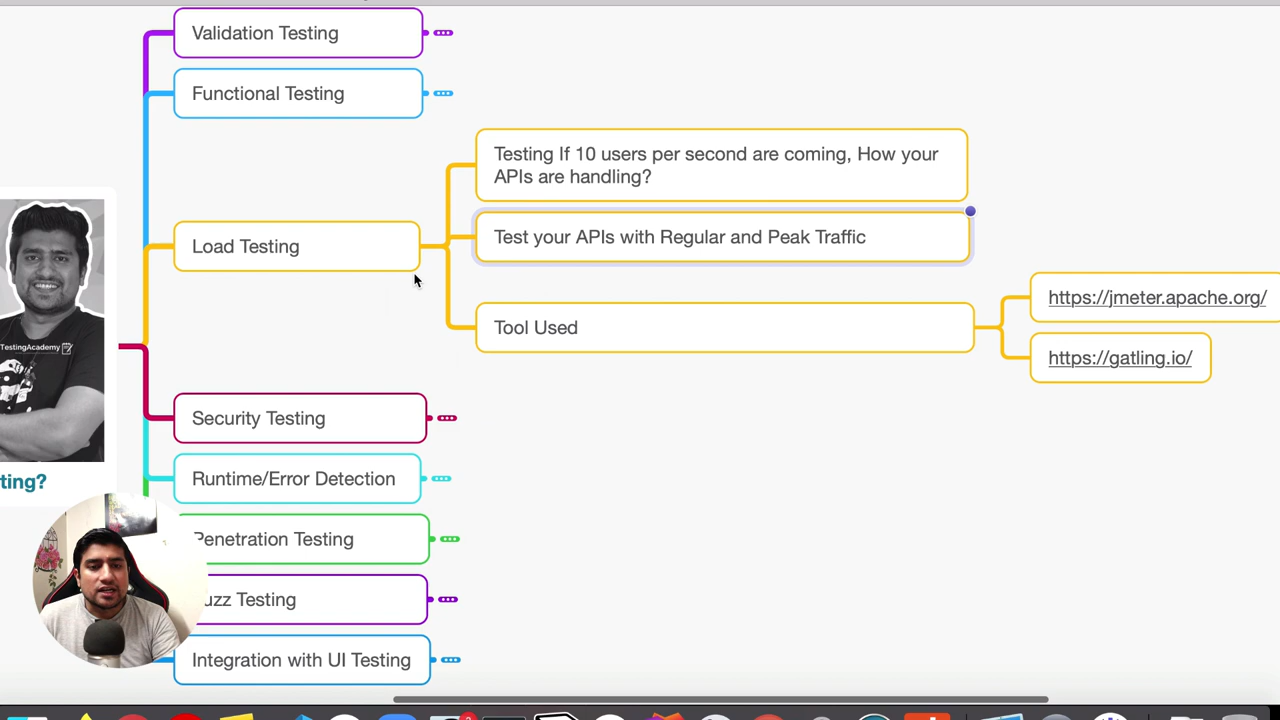 Validation Testing
Functional Testing
Testing If 10 users per second are coming, How your
APIs are handling?
Load Testing
Test your APIs with Regular and Peak Traffic
Tool Used
https://jmeter.apache.org/
https://gatling.io/
TestingAcademy
ting?
Security Testing
Runtime/Error Detection
Penetration Testing
uzz Testing
Integration with UI Testing